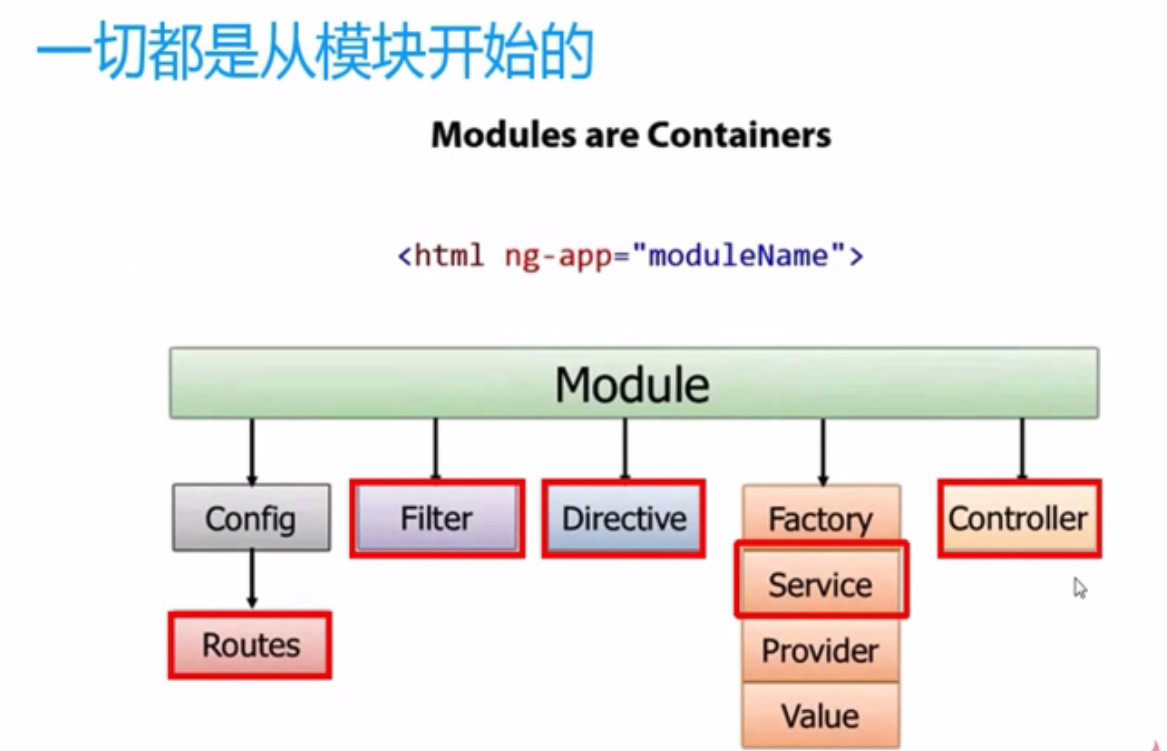 一切都是从模块开始的
Modules are Containers
<html ng-app="moduleName">
Module
Config
Filter
Directive
Factory
Controller
Service
Routes
Provider
Value